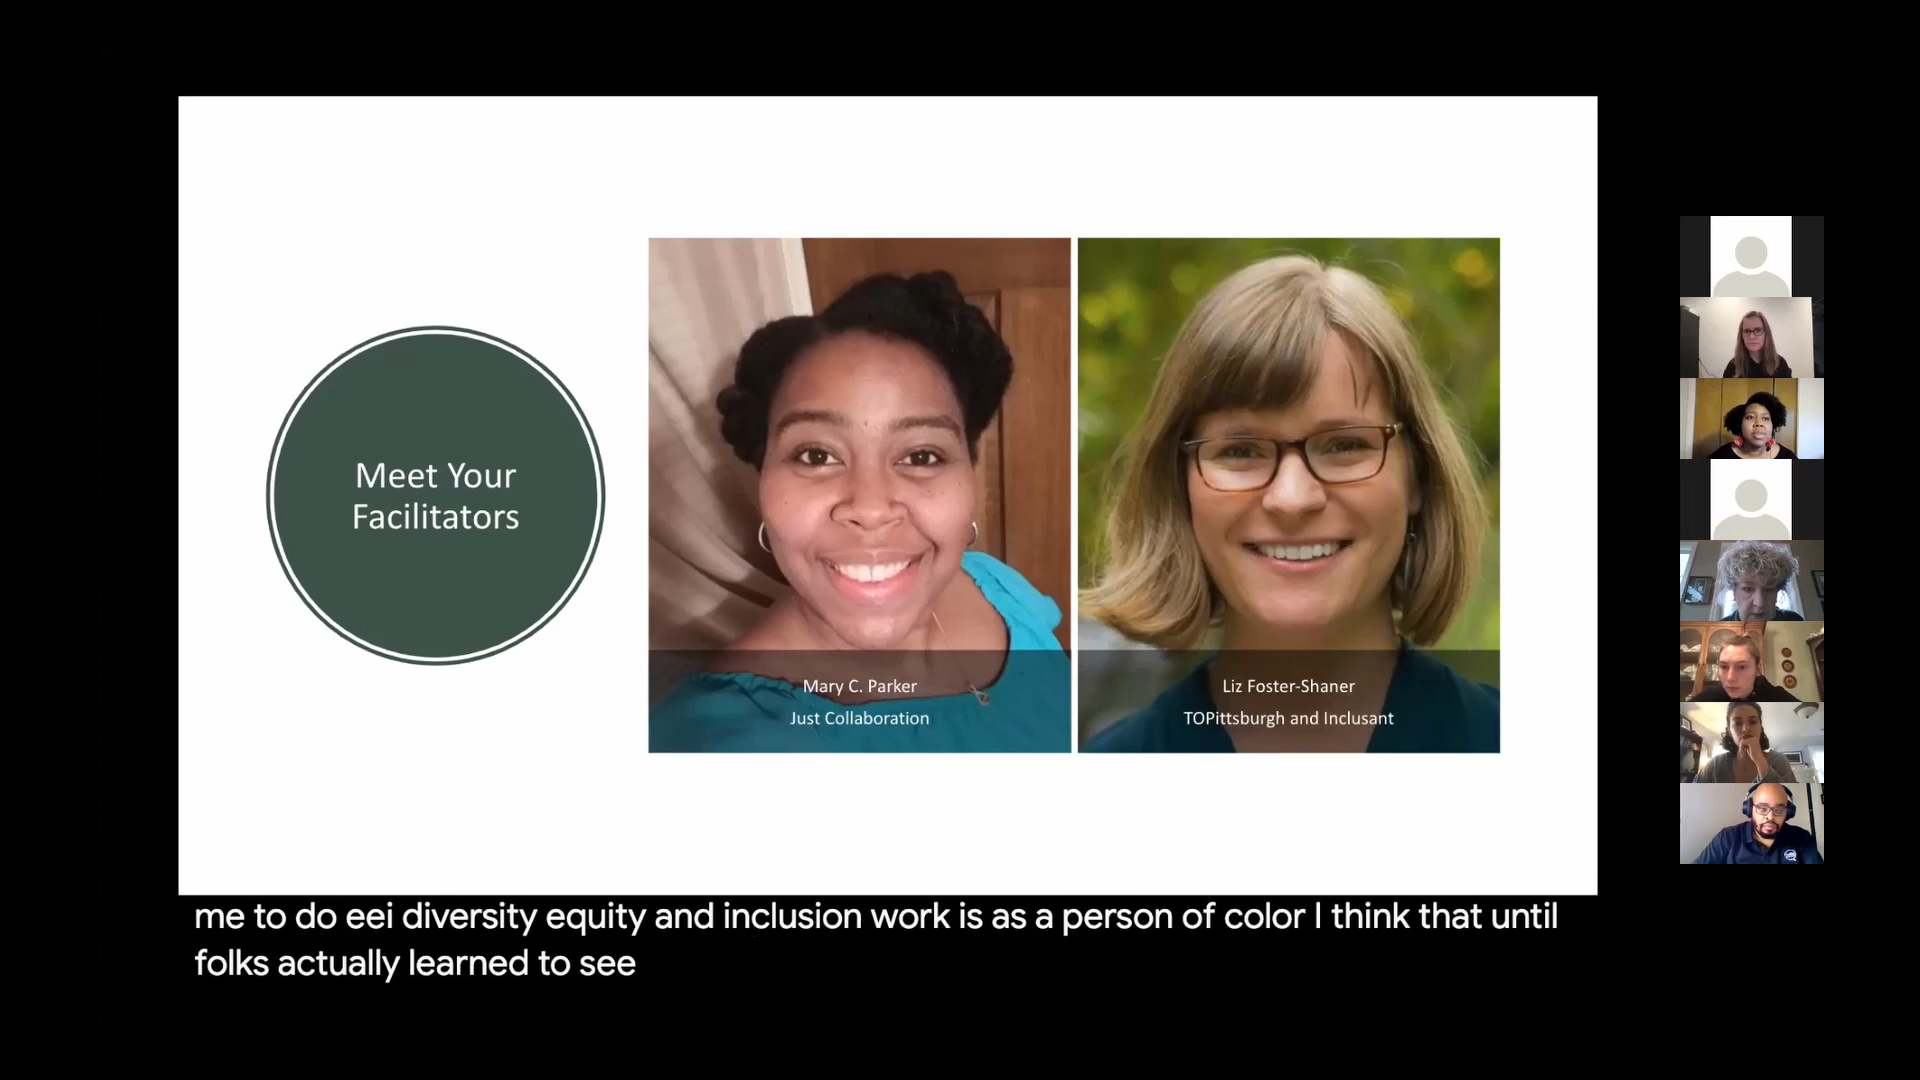 Meet Your
Facilitators
Mary C. Parker
Just Collaboration
Liz Foster-Shaner
TOPittsburgh and Inclusant
me to do eei diversity equity and inclusion work is as a person of color I think that until
folks actually learned to see